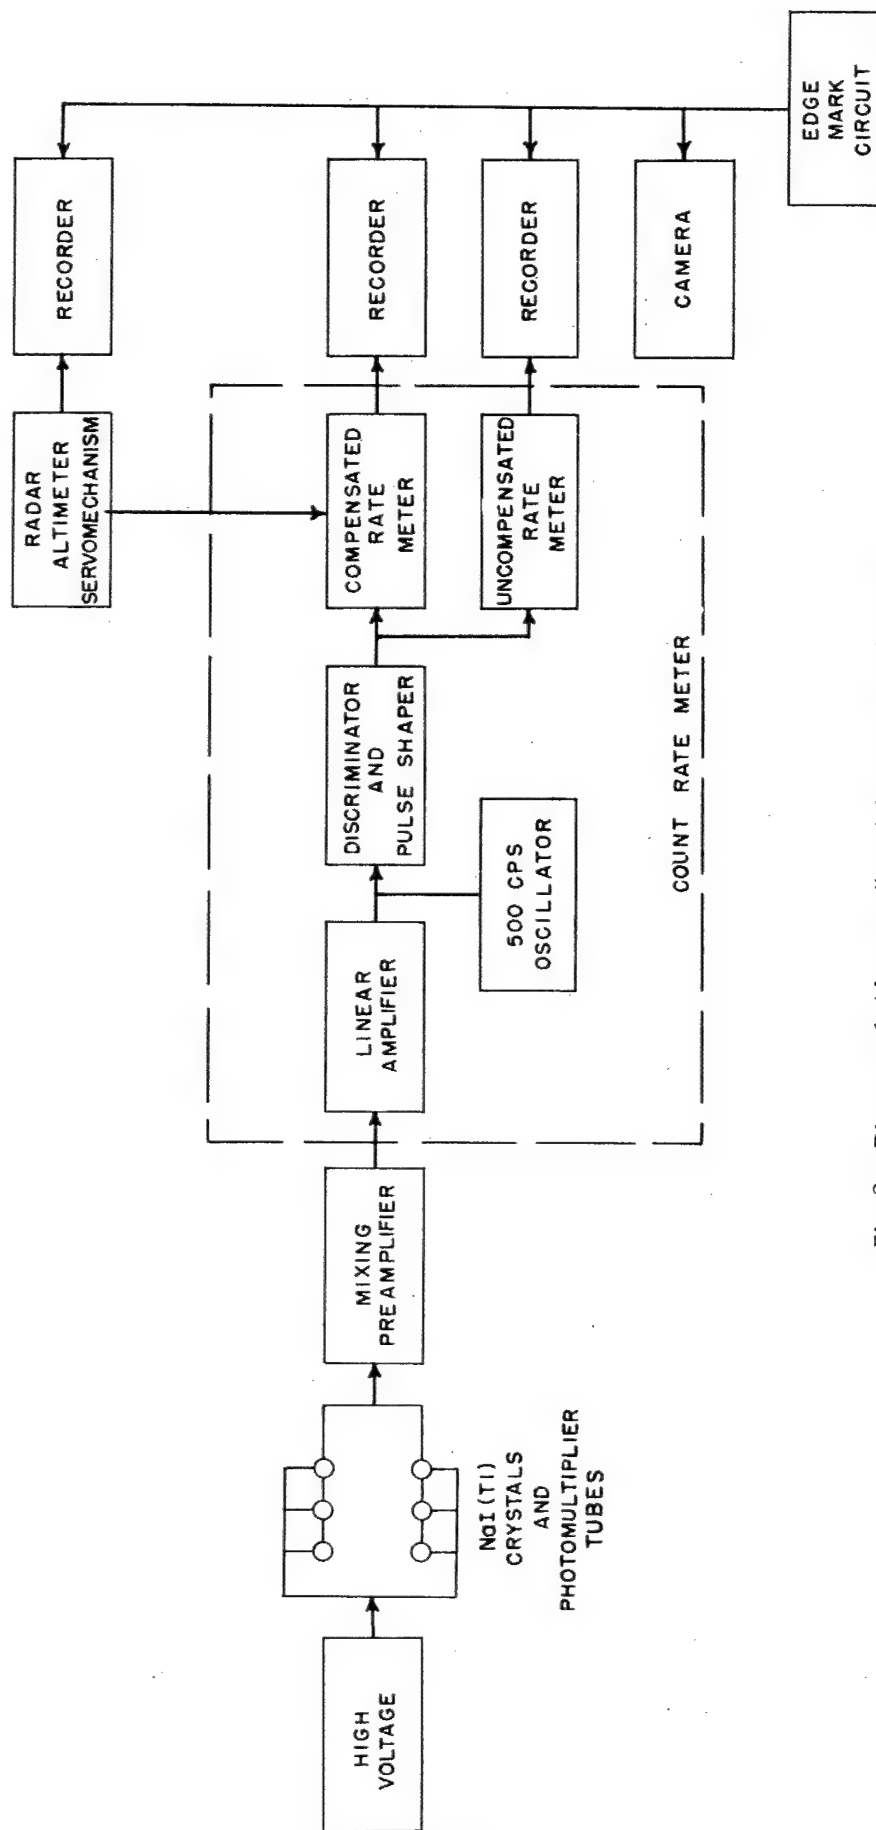 HIGH
VOLTAGE
NaI (Tl)
CRYSTALS
AND
PHOTOMULTIPLIER
TUBES
MIXING
PREAMPLIFIER
LINEAR
AMPLIFIER
500 CPS
OSCILLATOR
DISCRIMINATOR
AND
PULSE SHAPER
RADAR
ALTIMETER
SERVOMECHANISM
COMPENSATED
RATE
METER
UNCOMPENSATED
RATE
METER
COUNT RATE METER
RECORDER
RECORDER
RECORDER
CAMERA
EDGE
MARK
CIRCUIT